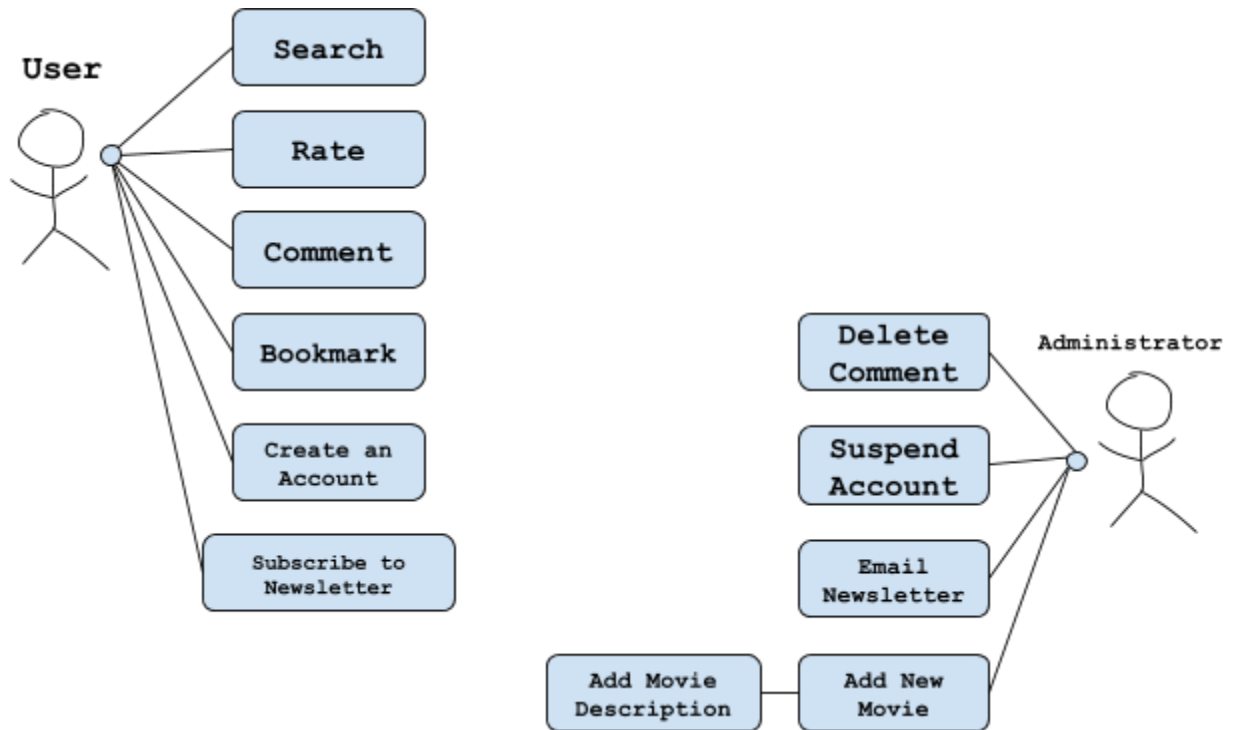 User
Search
Rate
Comment
Bookmark
Create an
Account
Subscribe to
Newsletter
Administrator
Delete
Comment
Suspend
Account
Email
Newsletter
Add New
Movie
Add Movie
Description